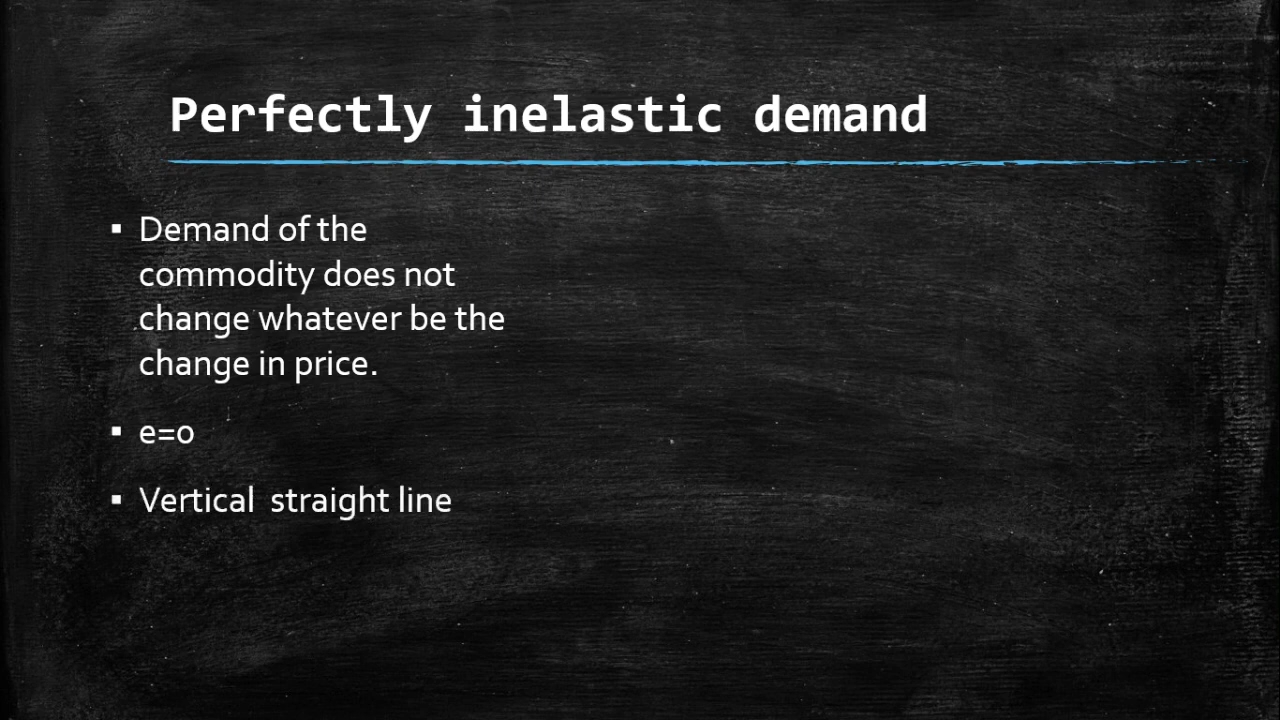 Perfectly inelastic demand
▪ Demand of the
commodity does not
change whatever be the
change in price.
▪ e=0
▪ Vertical  straight line